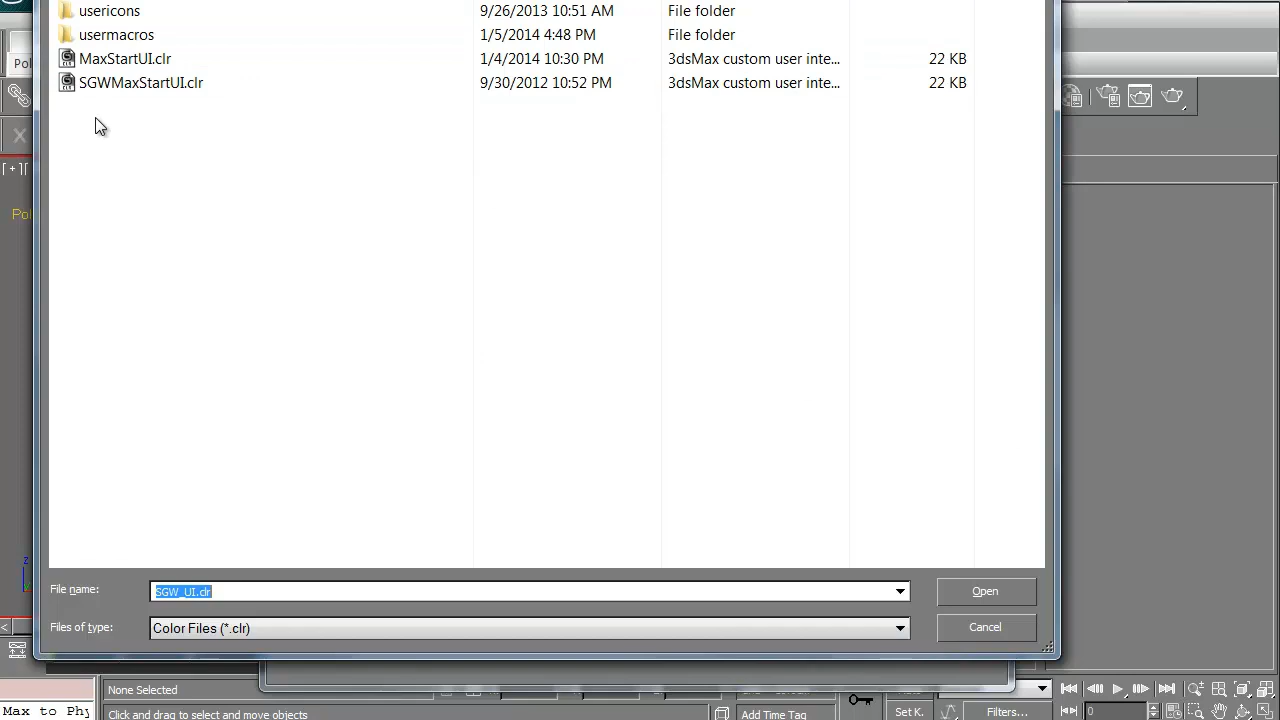 usericons 9/26/2013 10:51 AM File folder
usermacros 1/5/2014 4:48 PM File folder
MaxStartUI.clr 1/4/2014 10:30 PM 3dsMax custom user inte... 22 KB
SGWMaxStartUI.clr 9/30/2012 10:52 PM 3dsMax custom user inte... 22 KB
Pol
[+][
Pol
z
File name: SGW_UI.clr Open
Files of type: Color Files (*.clr) Cancel
None Selected
Max to Phy
Click and drag to select and move objects
Add Time Tag
Set K.
Filters...
0